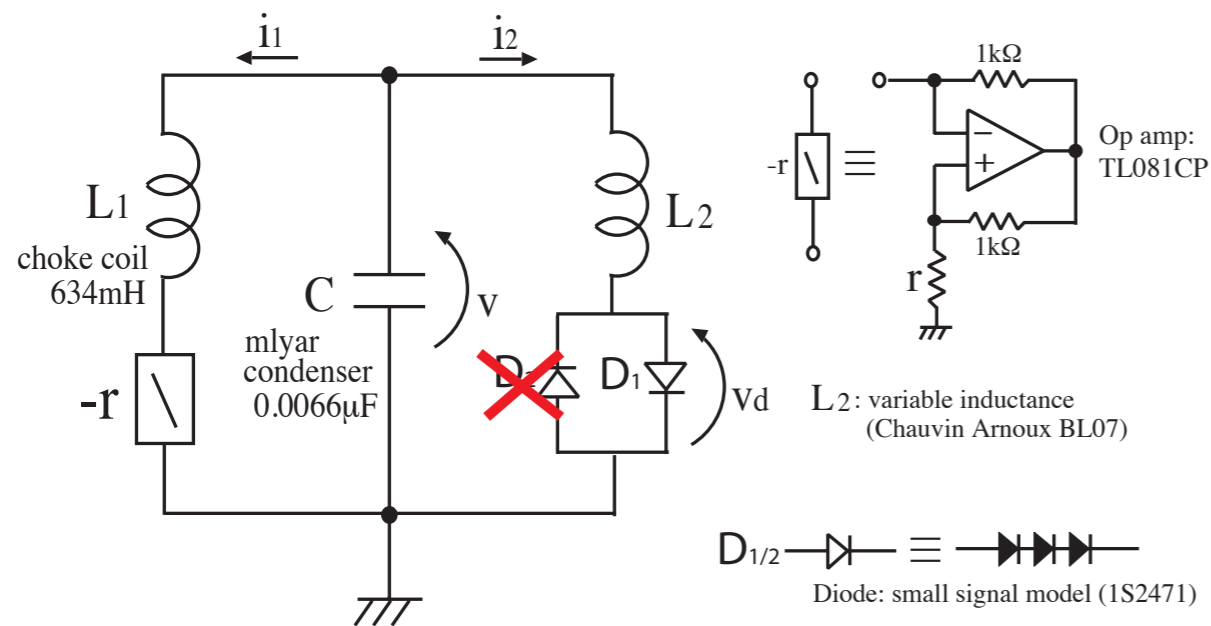 i1
i2
L1
choke coil
634mH
-r
C
mlyar
condenser
0.0066μF
v
L2
D1
Vd
-r
1kΩ
−
+
1kΩ
r
Op amp:
TL081CP
L2: variable inductance
(Chauvin Arnoux BL07)
D1/2
Diode: small signal model (1S2471)